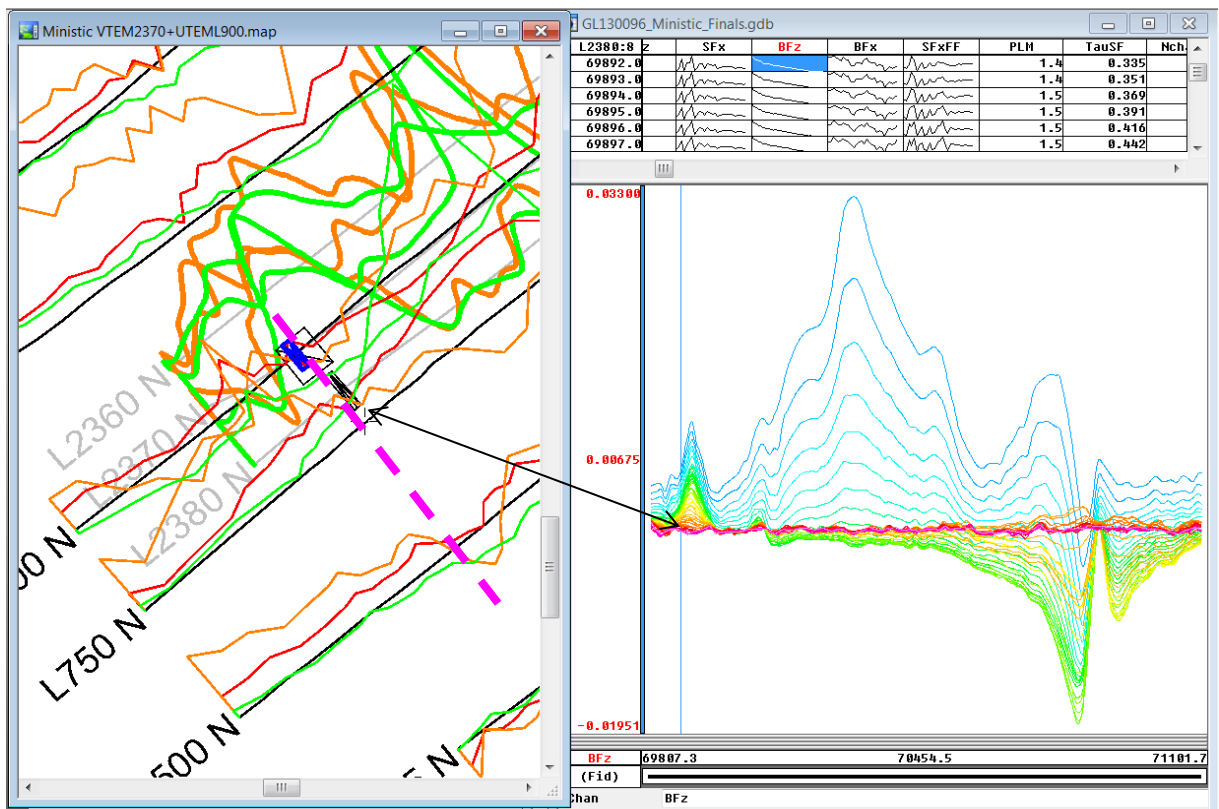 Ministic VTEM2370+UTEML900.map
L2360 N
L2370 N
L2380 N
00 N
L750 N
500 N
5 N
GL130096_Ministic_Finals.gdb
L2380:8 z SFx BFz BFx SFxFF PLM TauSF Nch
69892.0 1.4 0.335
69893.0 1.4 0.351
69894.0 1.5 0.369
69895.0 1.5 0.391
69896.0 1.5 0.416
69897.0 1.5 0.442
0.03300
0.00675
-0.01951
BFz 69807.3 70454.5 71101.7
(Fid)
Chan BFz